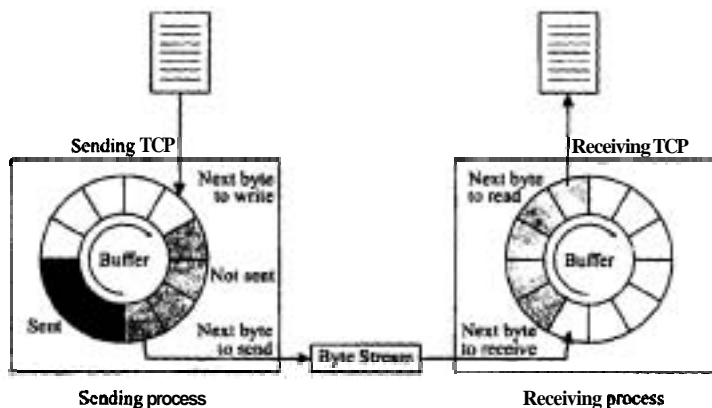 Sending TCP
Receiving TCP
Next byte
to write
Next byte
to read
Buffer
Buffer
Not sent
Sent
Next byte
to send
Byte Stream
Next byte
to receive
Sending process
Receiving process